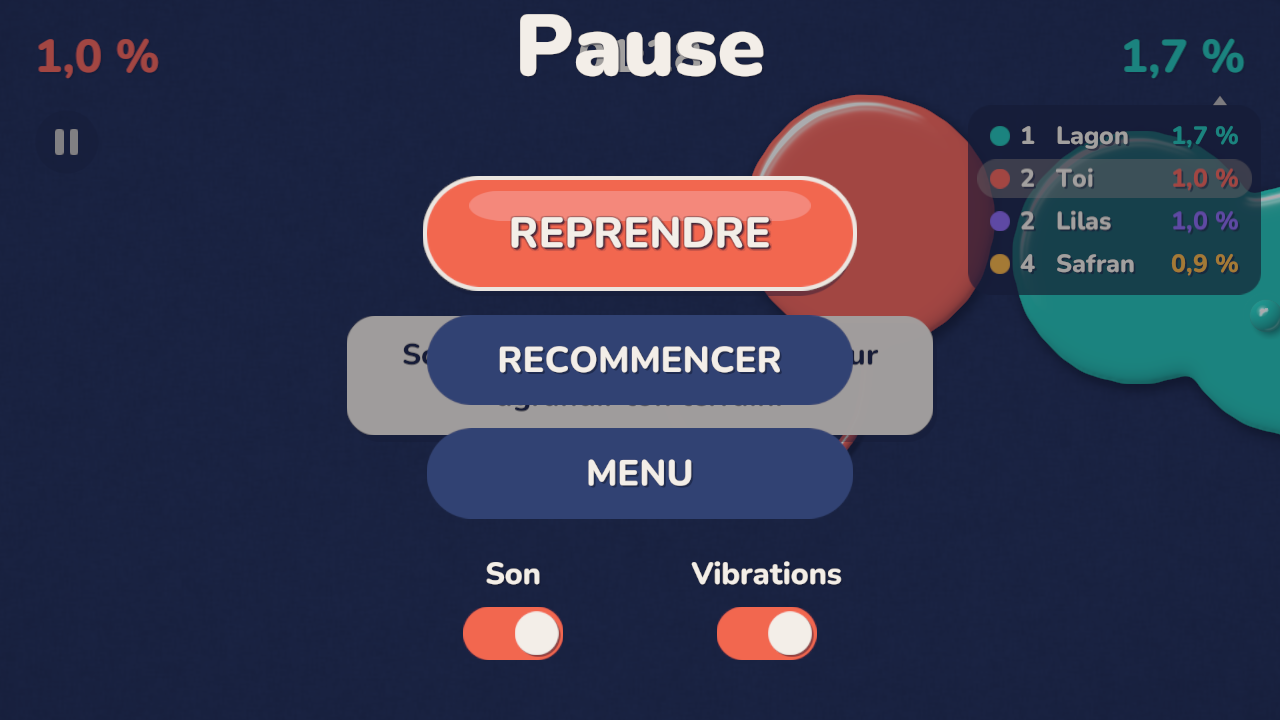 Pause
1,0 %
1,7 %
1 Lagon 1,7 %
2 Toi 1,0 %
2 Lilas 1,0 %
4 Safran 0,9 %
REPRENDRE
RECOMMENCER
MENU
Son Vibrations